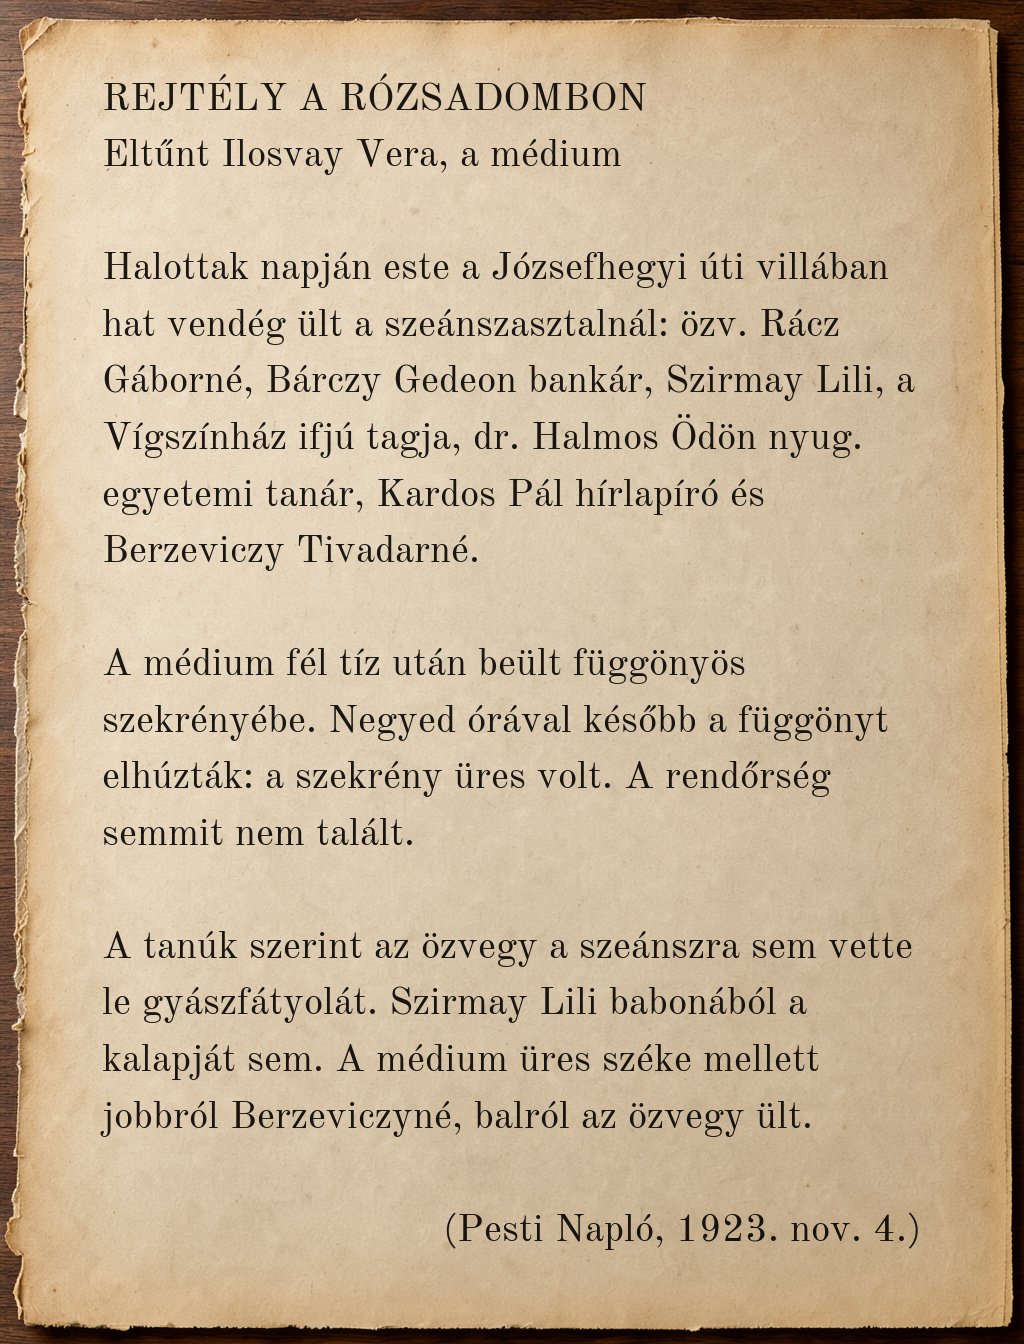 REJTÉLY A RÓZSADOMBON
Eltűnt Ilosvay Vera, a médium
Halottak napján este a Józsefhegyi úti villában
hat vendég ült a szeánszasztalnál: özv. Rácz
Gáborné, Bárczy Gedeon bankár, Szirmay Lili, a
Vígszínház ifjú tagja, dr. Halmos Ödön nyug.
egyetemi tanár, Kardos Pál hírlapíró és
Berzeviczy Tivadarné.
A médium fél tíz után beült függönyös
szekrényébe. Negyed órával később a függönyt
elhúzták: a szekrény üres volt. A rendőrség
semmit nem talált.
A tanúk szerint az özvegy a szeánszra sem vette
le gyászfátyolát. Szirmay Lili babonából a
kalapját sem. A médium üres széke mellett
jobbról Berzeviczyné, balról az özvegy ült.
(Pesti Napló, 1923. nov. 4.)